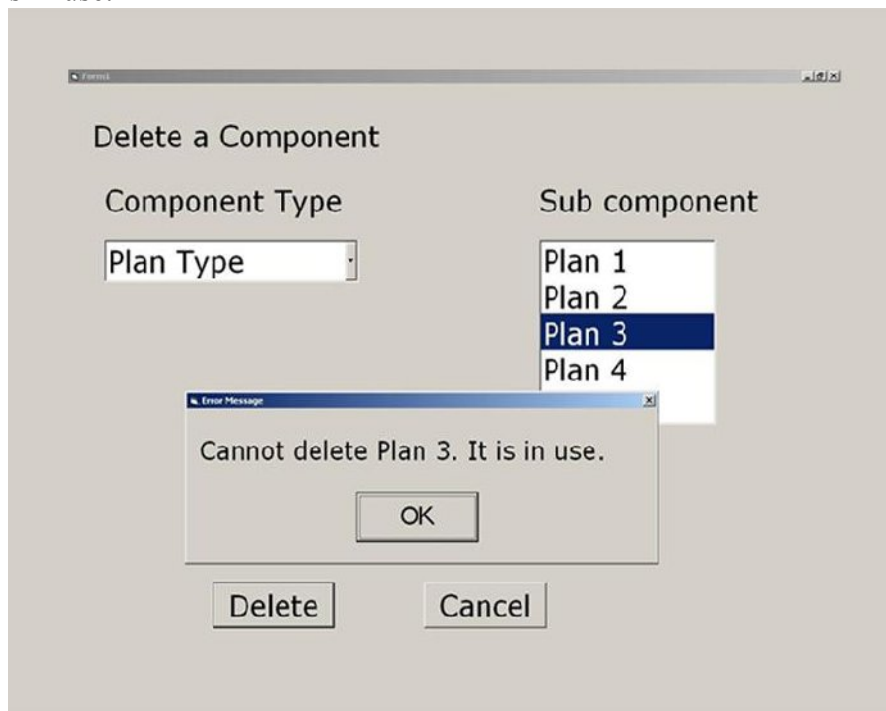 Form1
Delete a Component
Component Type
Sub component
Plan Type
Plan 1
Plan 2
Plan 3
Plan 4
Error Message
Cannot delete Plan 3. It is in use.
OK
Delete
Cancel